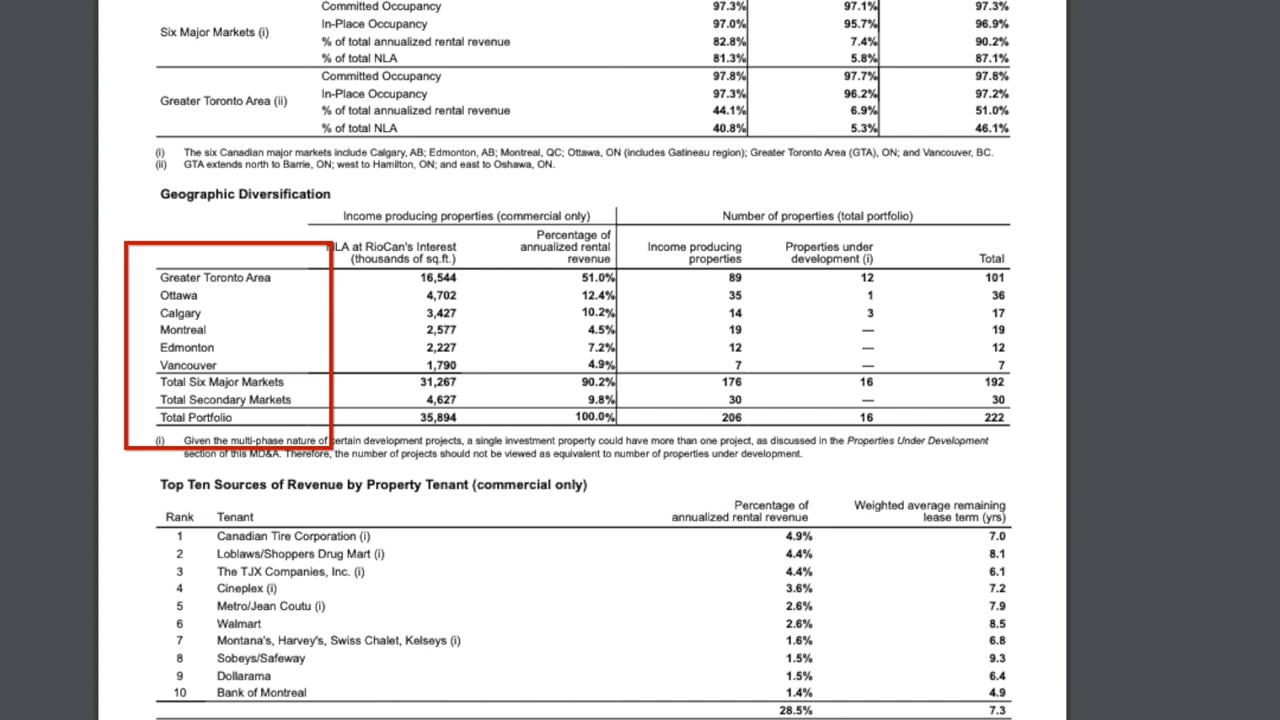 Committed Occupancy 97.3% 97.1% 97.3%
Six Major Markets (i) In-Place Occupancy 97.0% 95.7% 96.9%
% of total annualized rental revenue 82.8% 7.4% 90.2%
% of total NLA 81.3% 5.8% 87.1%
Committed Occupancy 97.8% 97.7% 97.8%
Greater Toronto Area (ii) In-Place Occupancy 97.3% 96.2% 97.2%
% of total annualized rental revenue 44.1% 6.9% 51.0%
% of total NLA 40.8% 5.3% 46.1%
(i) The six Canadian major markets include Calgary, AB; Edmonton, AB; Montreal, QC; Ottawa, ON (includes Gatineau region); Greater Toronto Area (GTA), ON; and Vancouver, BC.
(ii) GTA extends north to Barrie, ON; west to Hamilton, ON; and east to Oshawa, ON.
Geographic Diversification
Income producing properties (commercial only) Number of properties (total portfolio)
NLA at RioCan's Interest (thousands of sq.ft.) Percentage of annualized rental revenue Income producing properties Properties under development (i) Total
Greater Toronto Area 16,544 51.0% 89 12 101
Ottawa 4,702 12.4% 35 1 36
Calgary 3,427 10.2% 14 3 17
Montreal 2,577 4.5% 19 — 19
Edmonton 2,227 7.2% 12 — 12
Vancouver 1,790 4.9% 7 — 7
Total Six Major Markets 31,267 90.2% 176 16 192
Total Secondary Markets 4,627 9.8% 30 — 30
Total Portfolio 35,894 100.0% 206 16 222
(i) Given the multi-phase nature of certain development projects, a single investment property could have more than one project, as discussed in the Properties Under Development
section of this MD&A. Therefore, the number of projects should not be viewed as equivalent to number of properties under development.
Top Ten Sources of Revenue by Property Tenant (commercial only)
Rank Tenant Percentage of annualized rental revenue Weighted average remaining lease term (yrs)
1 Canadian Tire Corporation (i) 4.9% 7.0
2 Loblaws/Shoppers Drug Mart (i) 4.4% 8.1
3 The TJX Companies, Inc. (i) 4.4% 6.1
4 Cineplex (i) 3.6% 7.2
5 Metro/Jean Coutu (i) 2.6% 7.9
6 Walmart 2.6% 8.5
7 Montana's, Harvey's, Swiss Chalet, Kelseys (i) 1.6% 6.8
8 Sobeys/Safeway 1.5% 9.3
9 Dollarama 1.5% 6.4
10 Bank of Montreal 1.4% 4.9
28.5% 7.3